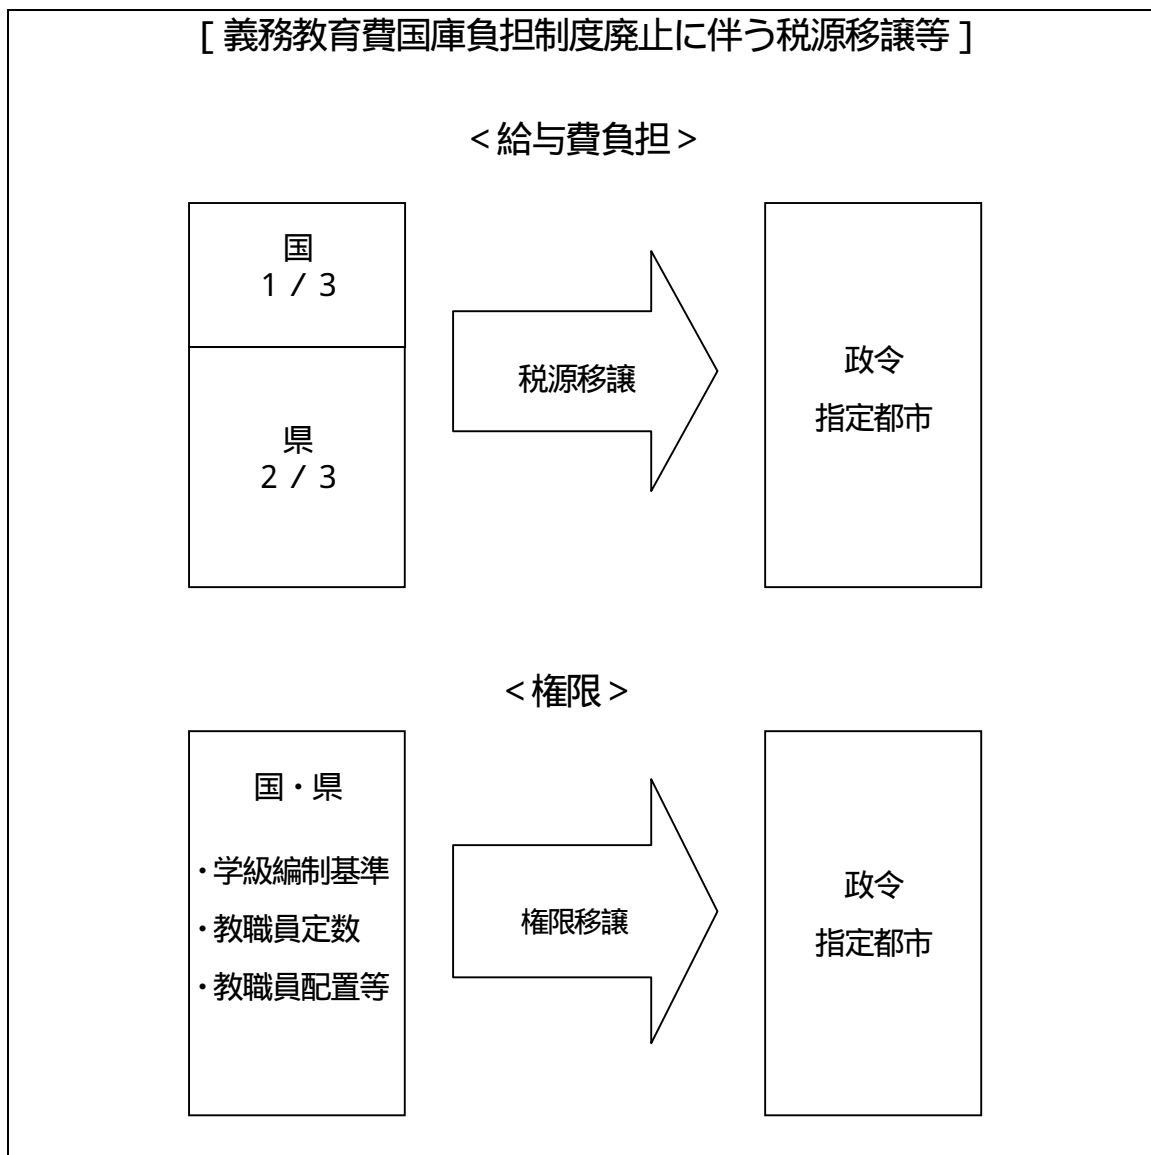 [ 義務教育費国庫負担制度廃止に伴う税源移譲等 ]
<給与費負担>
国
1 / 3
県
2 / 3
税源移譲
政令
指定都市
<権限>
国・県
・学級編制基準
・教職員定数
・教職員配置等
権限移譲
政令
指定都市